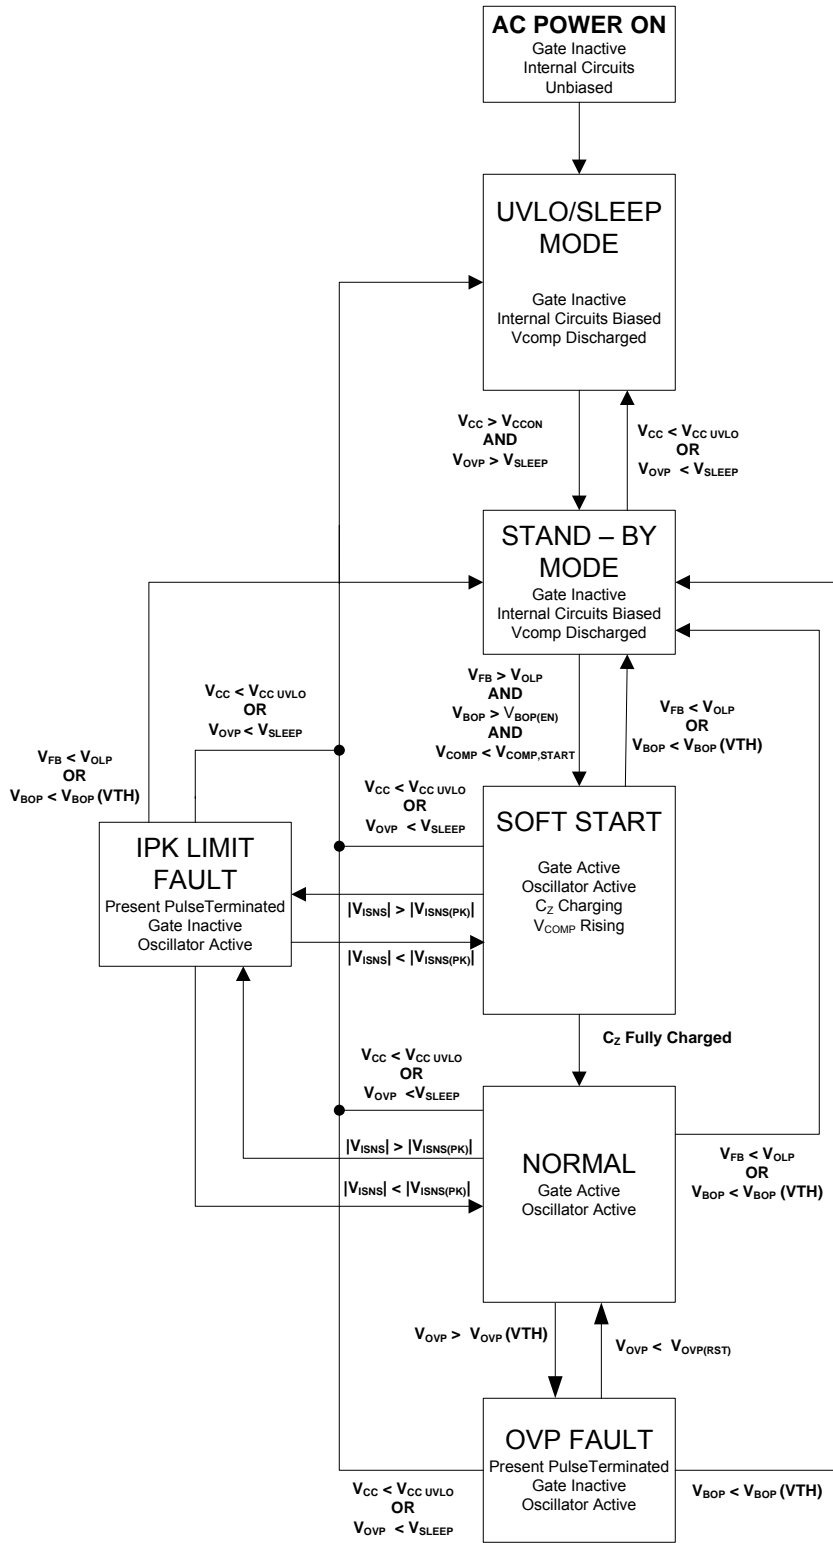 AC POWER ON
Gate Inactive
Internal Circuits
Unbiased
UVLO/SLEEP
MODE
Gate Inactive
Internal Circuits Biased
Vcomp Discharged
VCC > VCCON
AND
VOVP > VSLEEP
VCC < VCC UVLO
OR
VOVP < VSLEEP
STAND – BY
MODE
Gate Inactive
Internal Circuits Biased
Vcomp Discharged
VFB > VOLP
AND
VBOP > VBOP(EN)
AND
VCOMP < VCOMP,START
VFB < VOLP
OR
VBOP < VBOP (VTH)
VCC < VCC UVLO
OR
VOVP < VSLEEP
VFB < VOLP
OR
VBOP < VBOP (VTH)
VCC < VCC UVLO
OR
VOVP < VSLEEP
SOFT START
Gate Active
Oscillator Active
CZ Charging
VCOMP Rising
IPK LIMIT
FAULT
Present PulseTerminated
Gate Inactive
Oscillator Active
|VISNS| > |VISNS(PK)|
|VISNS| < |VISNS(PK)|
CZ Fully Charged
VCC < VCC UVLO
OR
VOVP <VSLEEP
|VISNS| > |VISNS(PK)|
|VISNS| < |VISNS(PK)|
NORMAL
Gate Active
Oscillator Active
VFB < VOLP
OR
VBOP < VBOP (VTH)
VOVP > VOVP (VTH)
VOVP < VOVP(RST)
OVP FAULT
Present PulseTerminated
Gate Inactive
Oscillator Active
VCC < VCC UVLO
OR
VOVP < VSLEEP
VBOP < VBOP (VTH)